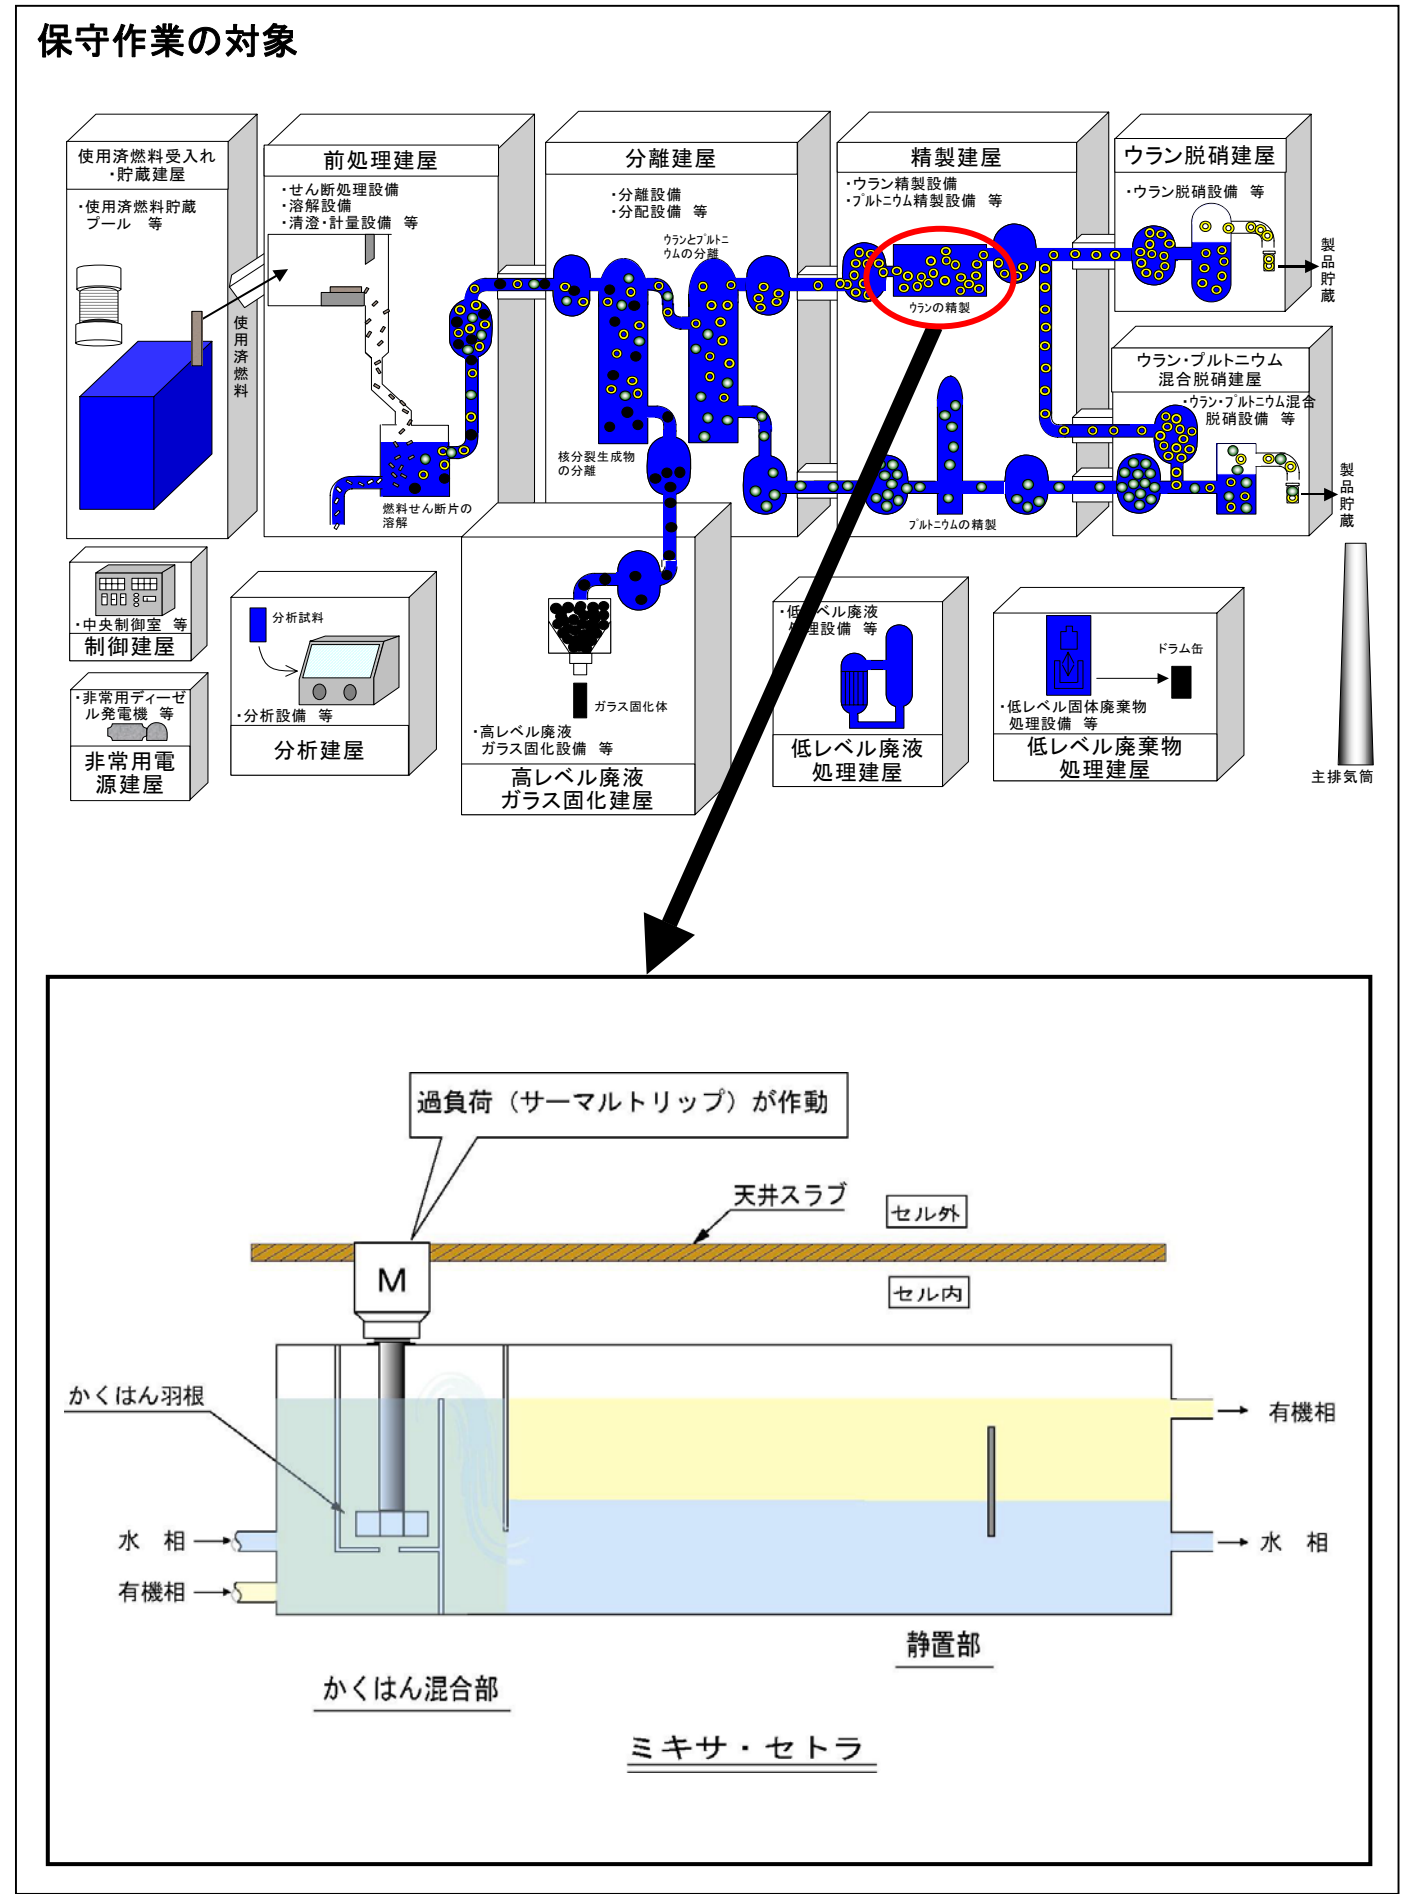 保守作業の対象
使用済燃料受入れ
・貯蔵建屋
・使用済燃料貯蔵
プール 等
使用済燃料
前処理建屋
・せん断処理設備
・溶解設備
・清澄・計量設備 等
燃料せん断片の
溶解
分離建屋
・分離設備
・分配設備 等
ウランとプルトニ
ウムの分離
核分裂生成物
の分離
精製建屋
・ウラン精製設備
・プルトニウム精製設備 等
ウランの精製
プルトニウムの精製
ウラン脱硝建屋
・ウラン脱硝設備 等
製品貯蔵
ウラン・プルトニウム
混合脱硝建屋
・ウラン・プルトニウム混合
脱硝設備 等
製品貯蔵
・中央制御室 等
制御建屋
・非常用ディーゼ
ル発電機 等
非常用電
源建屋
分析試料
・分析設備 等
分析建屋
ガラス固化体
・高レベル廃液
ガラス固化設備 等
高レベル廃液
ガラス固化建屋
・低レベル廃液
処理設備 等
低レベル廃液
処理建屋
ドラム缶
・低レベル固体廃棄物
処理設備 等
低レベル廃棄物
処理建屋
主排気筒
過負荷（サーマルトリップ）が作動
天井スラブ
セル外
セル内
M
かくはん羽根
水 相
有機相
有機相
水 相
静置部
かくはん混合部
ミキサ・セトラ